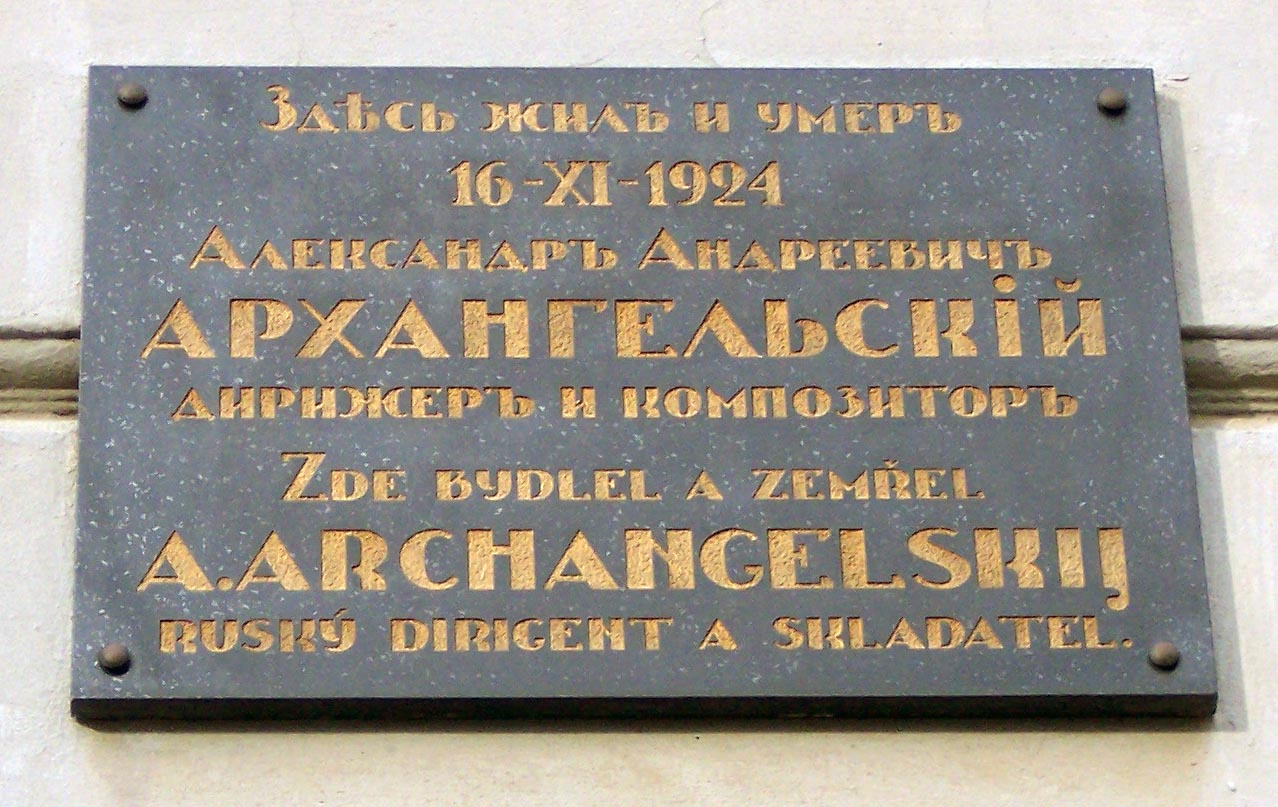 Здѣсь жилъ и умеръ
16-XI-1924
Александръ Андреевичъ
АРХАНГЕЛЬСКІЙ
дирижеръ и композиторъ
Zde bydlel a zemřel
A. ARCHANGELSKIJ
ruský dirigent a skladatel.